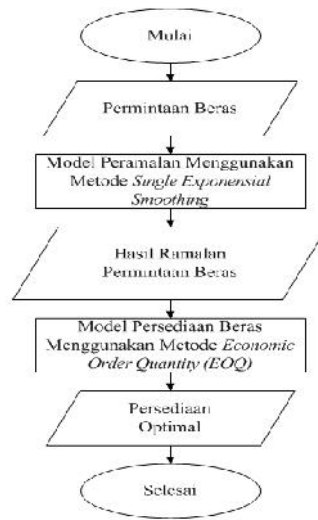 Mulai
Permintaan Beras
Model Peramalan Menggunakan
Metode Single Exponensial
Smoothing
Hasil Ramalan
Permintaan Beras
Model Persediaan Beras
Menggunakan Metode Economic
Order Quantity (EOQ)
Persediaan
Optimal
Selesai